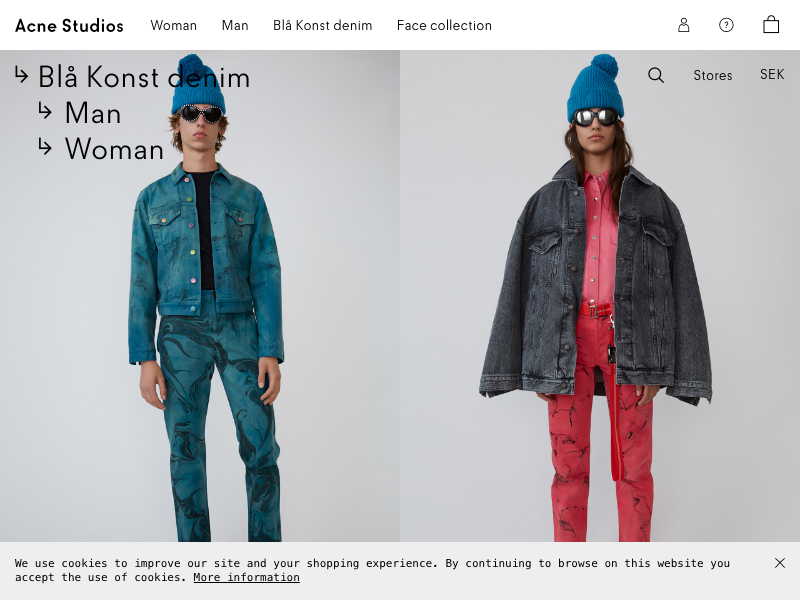 Acne Studios Woman Man Blå Konst denim Face collection ?
↳ Blå Konst denim
Stores SEK
↳ Man
↳ Woman
We use cookies to improve our site and your shopping experience. By continuing to browse on this website you
accept the use of cookies. More information